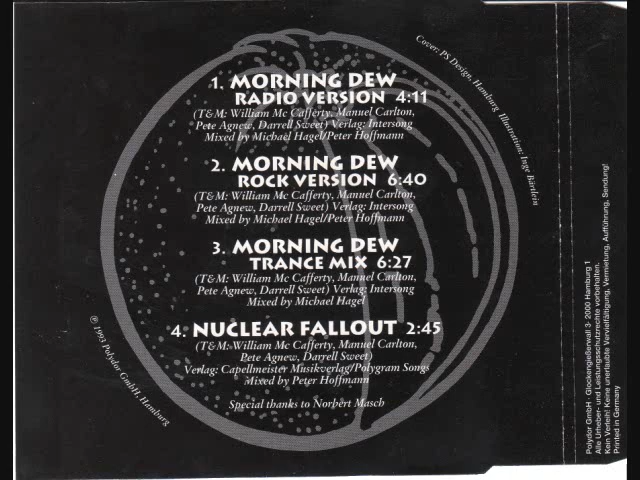 1. MORNING DEW
RADIO VERSION 4:11
(T&M: William Mc Cafferty, Manuel Carlton,
Pete Agnew, Darrell Sweet) Verlag: Intersong
Mixed by Michael Hagel/Peter Hoffmann
2. MORNING DEW
ROCK VERSION 6:40
(T&M: William Mc Cafferty, Manuel Carlton,
Pete Agnew, Darrell Sweet) Verlag: Intersong
Mixed by Michael Hagel/Peter Hoffmann
3. MORNING DEW
TRANCE MIX 6:27
(T&M: William Mc Cafferty, Manuel Carlton,
Pete Agnew, Darrell Sweet) Verlag: Intersong
Mixed by Michael Hagel
4. NUCLEAR FALLOUT 2:45
(T&M: William Mc Cafferty, Manuel Carlton,
Pete Agnew, Darrell Sweet)
Verlag: Capellmeister Musikverlag/Polygram Songs
Mixed by Peter Hoffmann
Special thanks to Norbert Masch
℗ 1993 Polydor GmbH, Hamburg
Cover: PS Design, Hamburg Illustration: Inge Bartlein
Polydor GmbH · Glockengießerwall 3· 2000 Hamburg 1
Alle Urheber- und Leistungsschutzrechte vorbehalten.
Kein Verleih! Keine unerlaubte Vervielfältigung, Vermietung, Aufführung, Sendung!
Printed in Germany